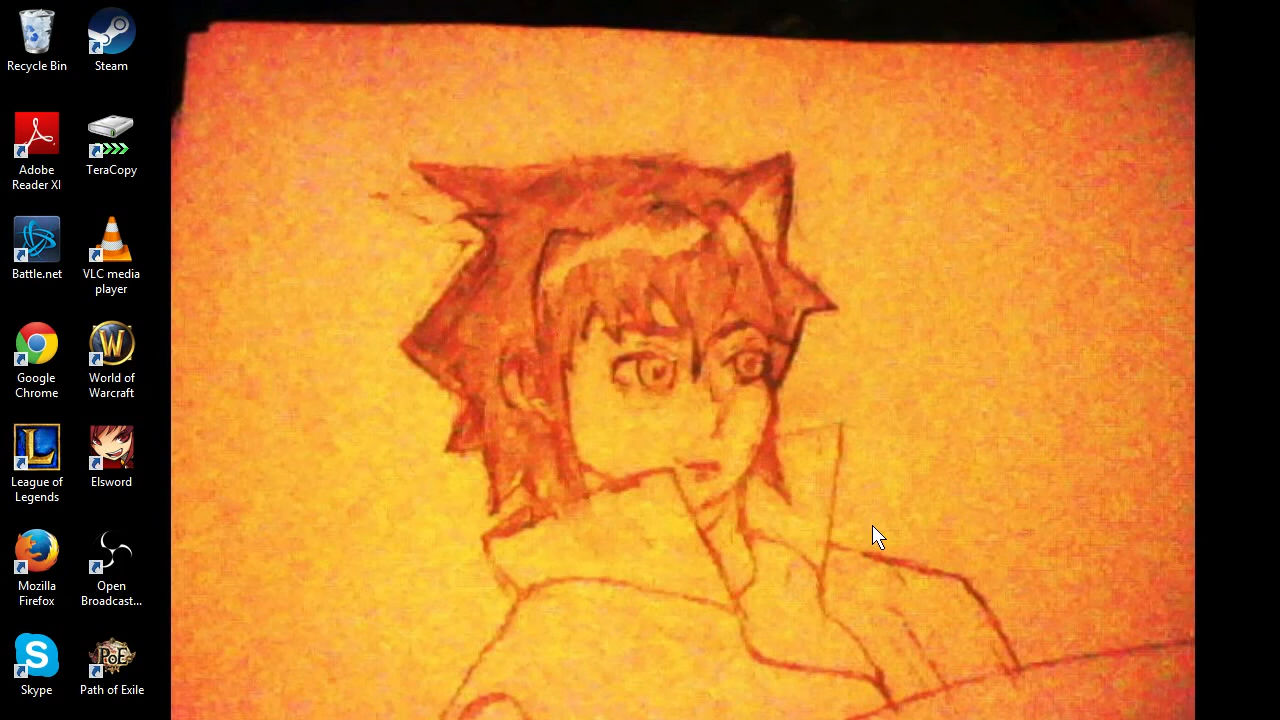 Recycle Bin
Steam
Adobe
Reader XI
TeraCopy
Battle.net
VLC media
player
Google
Chrome
W
World of
Warcraft
L
League of
Legends
Elsword
Mozilla
Firefox
Open
Broadcast...
S
Skype
PoE
Path of Exile